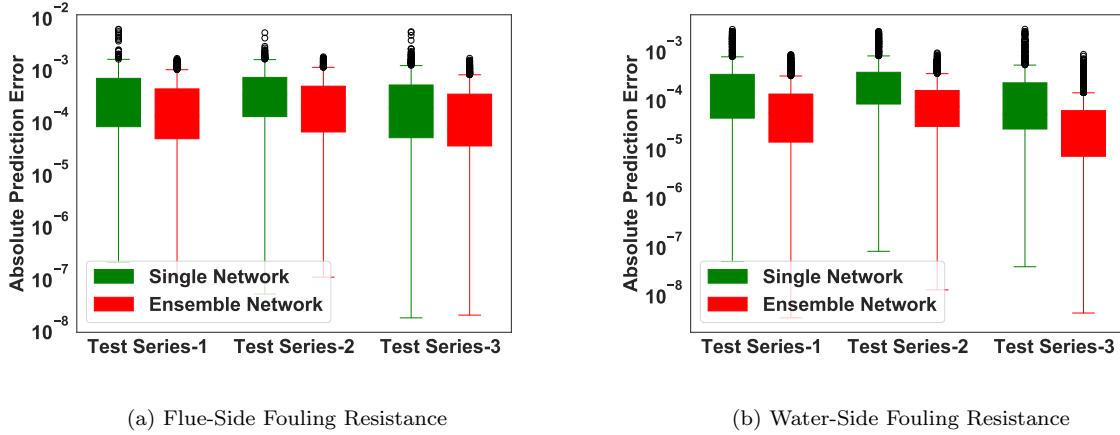 Absolute Prediction Error
10⁻²
10⁻³
10⁻⁴
10⁻⁵
10⁻⁶
10⁻⁷
10⁻⁸
Single Network
Ensemble Network
Test Series-1 Test Series-2 Test Series-3
(a) Flue-Side Fouling Resistance
Absolute Prediction Error
10⁻³
10⁻⁴
10⁻⁵
10⁻⁶
10⁻⁷
10⁻⁸
Single Network
Ensemble Network
Test Series-1 Test Series-2 Test Series-3
(b) Water-Side Fouling Resistance